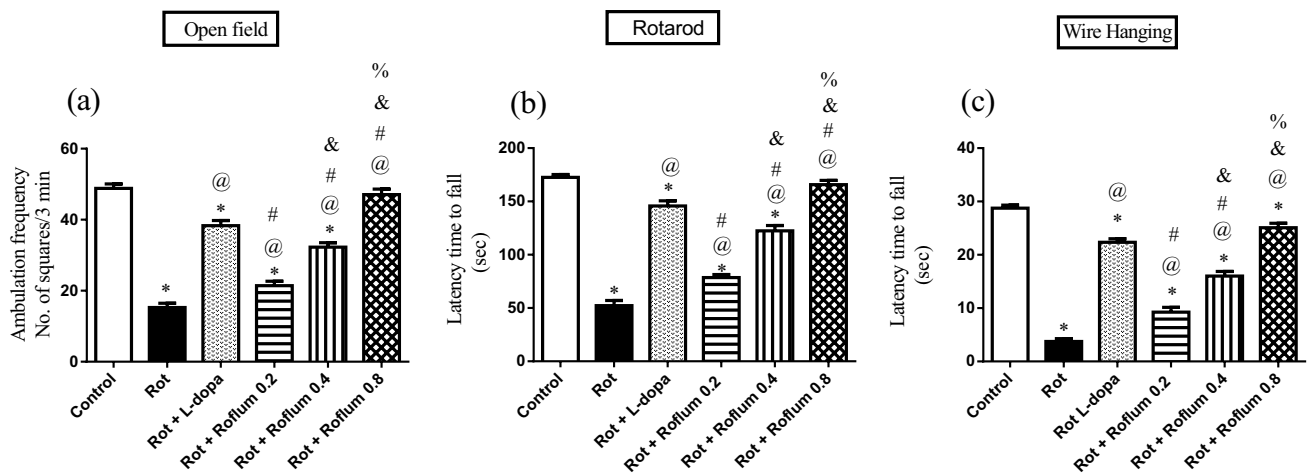 Open field
(a)
Ambulation frequency
No. of squares/3 min
60
40
20
0
*
@
*
#
@
*
&
#
@
*
%
&
#
@
Control
Rot
Rot + L-dopa
Rot + Roflum 0.2
Rot + Roflum 0.4
Rot + Roflum 0.8
Rotarod
(b)
Latency time to fall
(sec)
200
150
100
50
0
*
@
*
#
@
*
&
#
@
*
%
&
#
@
Control
Rot
Rot + L-dopa
Rot + Roflum 0.2
Rot + Roflum 0.4
Rot + Roflum 0.8
Wire Hanging
(c)
Latency time to fall
(sec)
40
30
20
10
0
*
@
*
#
@
*
&
#
@
*
%
&
@
*
Control
Rot
Rot L-dopa
Rot + Roflum 0.2
Rot + Roflum 0.4
Rot + Roflum 0.8